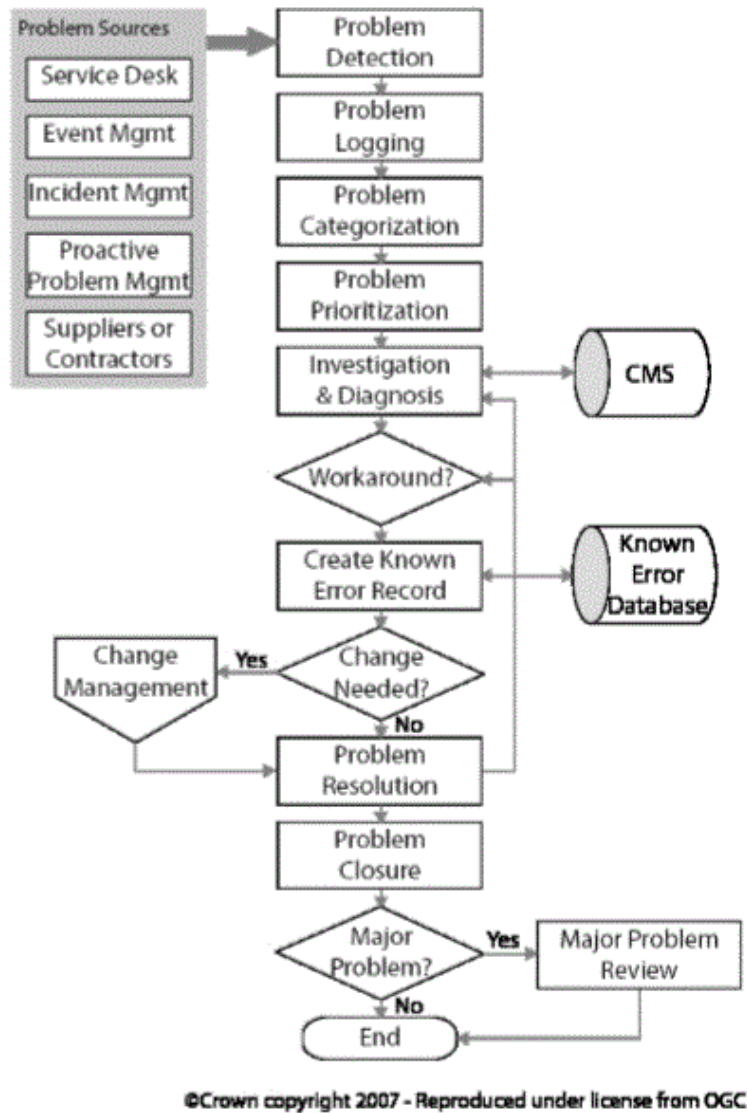 Problem Sources
Service Desk
Event Mgmt
Incident Mgmt
Proactive
Problem Mgmt
Suppliers or
Contractors
Problem
Detection
Problem
Logging
Problem
Categorization
Problem
Prioritization
Investigation
& Diagnosis
CMS
Workaround?
Create Known
Error Record
Known
Error
Database
Change
Management
Yes
Change
Needed?
No
Problem
Resolution
Problem
Closure
Major
Problem?
Yes
Major Problem
Review
No
End
©Crown copyright 2007 - Reproduced under license from OGC